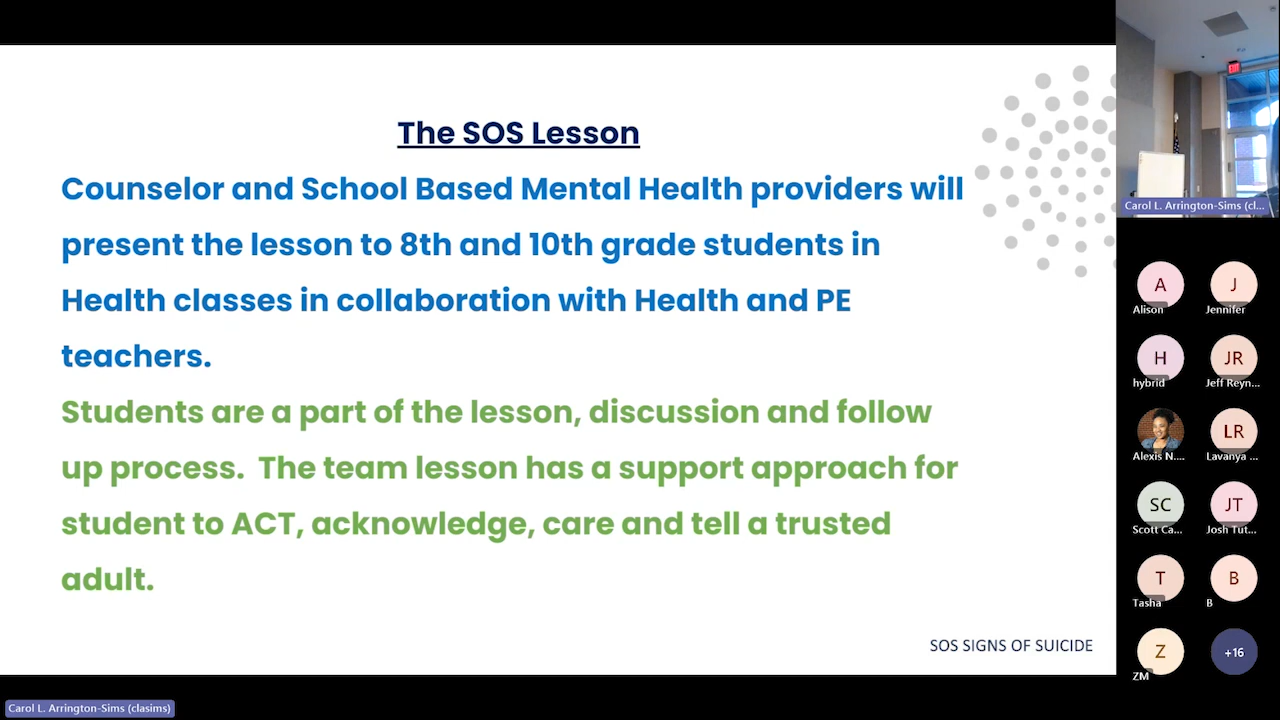 The SOS Lesson
Counselor and School Based Mental Health providers will
present the lesson to 8th and 10th grade students in
Health classes in collaboration with Health and PE
teachers.
Students are a part of the lesson, discussion and follow
up process.  The team lesson has a support approach for
student to ACT, acknowledge, care and tell a trusted
adult.
SOS SIGNS OF SUICIDE
Carol L. Arrington-Sims (clasims)
Carol L. Arrington-Sims (cl...
A
Alison
J
Jennifer
H
hybrid
JR
Jeff Reyn...
Alexis N....
LR
Lavanya ...
SC
Scott Ca...
JT
Josh Tut...
T
Tasha
B
B
Z
ZM
+16